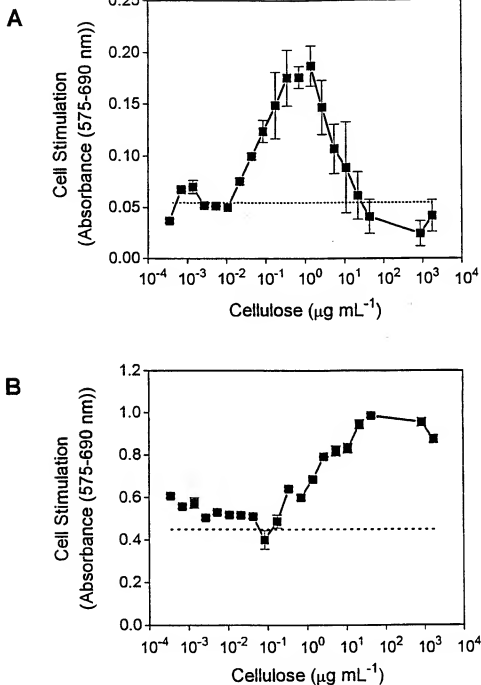 A
0.25
0.20
0.15
0.10
0.05
0.00
Cell Stimulation
(Absorbance (575-690 nm))
10⁻⁴ 10⁻³ 10⁻² 10⁻¹ 10⁰ 10¹ 10² 10³ 10⁴
Cellulose (μg mL⁻¹)
B
1.2
1.0
0.8
0.6
0.4
0.2
0.0
Cell Stimulation
(Absorbance (575-690 nm))
10⁻⁴ 10⁻³ 10⁻² 10⁻¹ 10⁰ 10¹ 10² 10³ 10⁴
Cellulose (μg mL⁻¹)